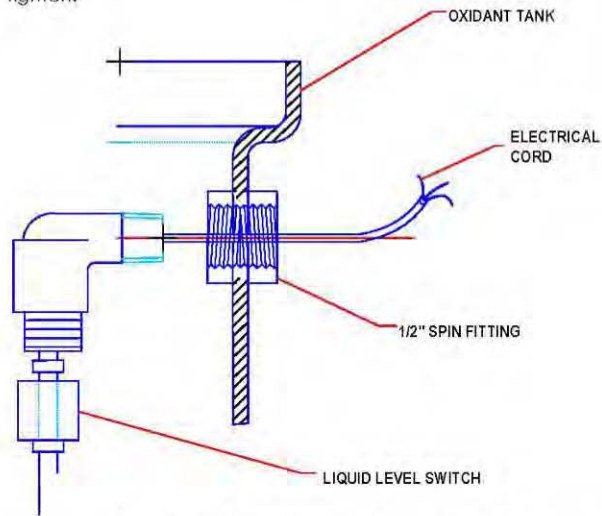 OXIDANT TANK
ELECTRICAL
CORD
1/2" SPIN FITTING
LIQUID LEVEL SWITCH